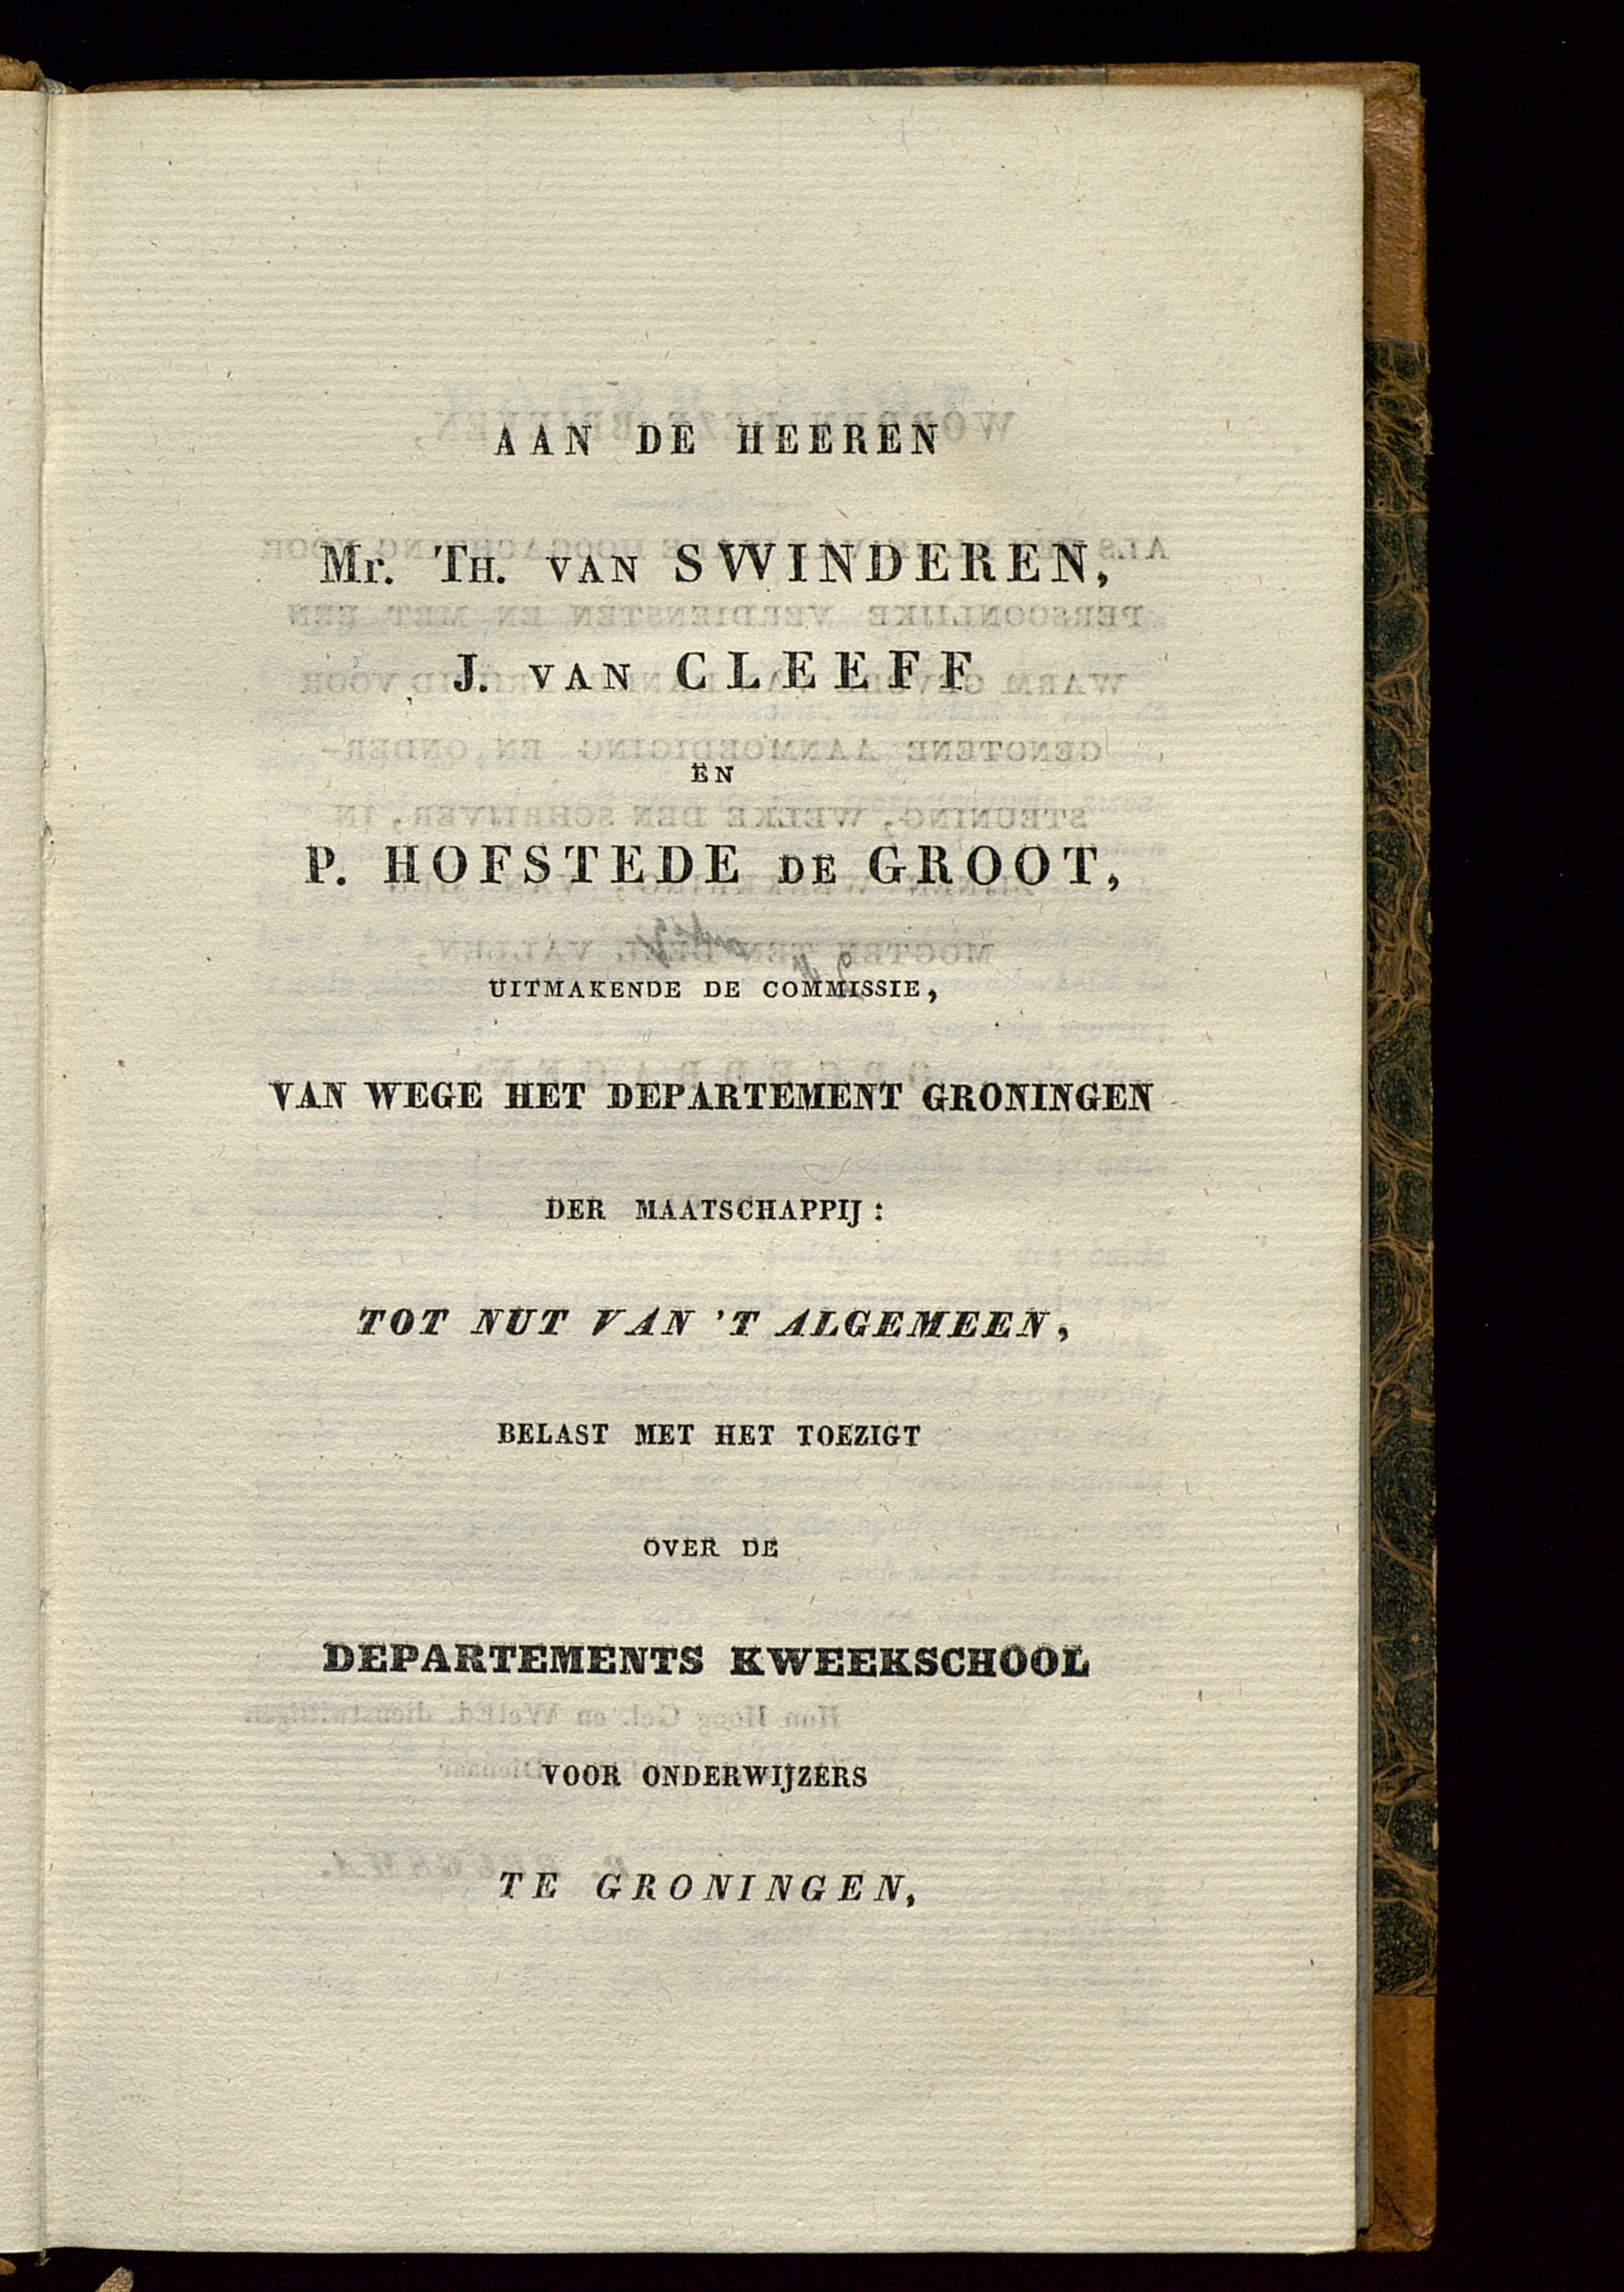 AAN DE HEEREN
Mr. TH. VAN SWINDEREN,
J. VAN CLEEFF
EN
P. HOFSTEDE DE GROOT,
UITMAKENDE DE COMMISSIE,
VAN WEGE HET DEPARTEMENT GRONINGEN
DER MAATSCHAPPIJ:
TOT NUT VAN 'T ALGEMEEN,
BELAST MET HET TOEZIGT
OVER DE
DEPARTEMENTS KWEEKSCHOOL
VOOR ONDERWIJZERS
TE GRONINGEN,